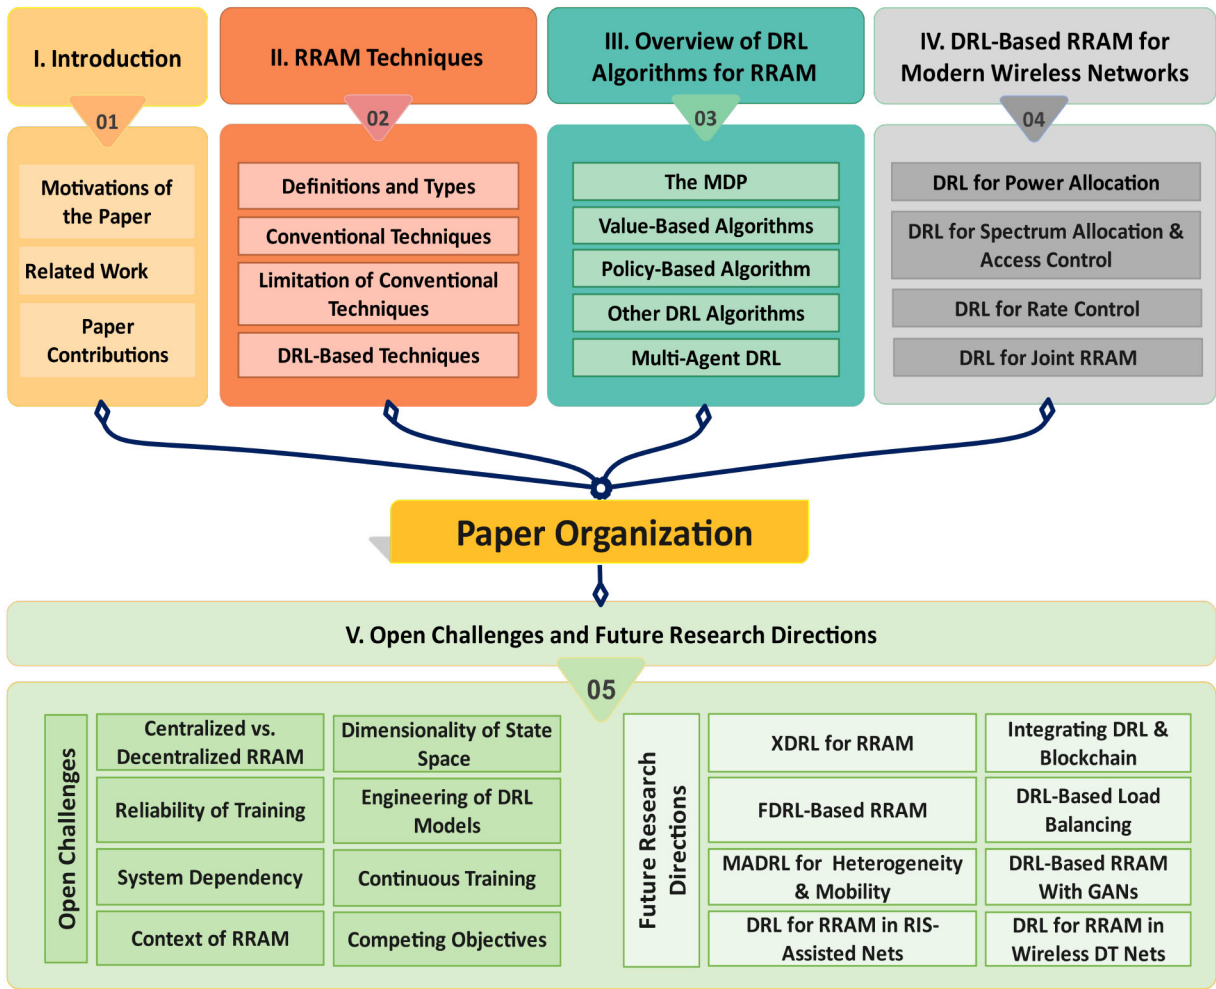 I. Introduction
01
Motivations of
the Paper
Related Work
Paper
Contributions
II. RRAM Techniques
02
Definitions and Types
Conventional Techniques
Limitation of Conventional
Techniques
DRL-Based Techniques
III. Overview of DRL
Algorithms for RRAM
03
The MDP
Value-Based Algorithms
Policy-Based Algorithm
Other DRL Algorithms
Multi-Agent DRL
IV. DRL-Based RRAM for
Modern Wireless Networks
04
DRL for Power Allocation
DRL for Spectrum Allocation &
Access Control
DRL for Rate Control
DRL for Joint RRAM
Paper Organization
V. Open Challenges and Future Research Directions
05
Open Challenges
Centralized vs.
Decentralized RRAM
Dimensionality of State
Space
Reliability of Training
Engineering of DRL
Models
System Dependency
Continuous Training
Context of RRAM
Competing Objectives
Future Research
Directions
XDRL for RRAM
Integrating DRL &
Blockchain
FDRL-Based RRAM
DRL-Based Load
Balancing
MADRL for Heterogeneity
& Mobility
DRL-Based RRAM
With GANs
DRL for RRAM in RIS-
Assisted Nets
DRL for RRAM in
Wireless DT Nets